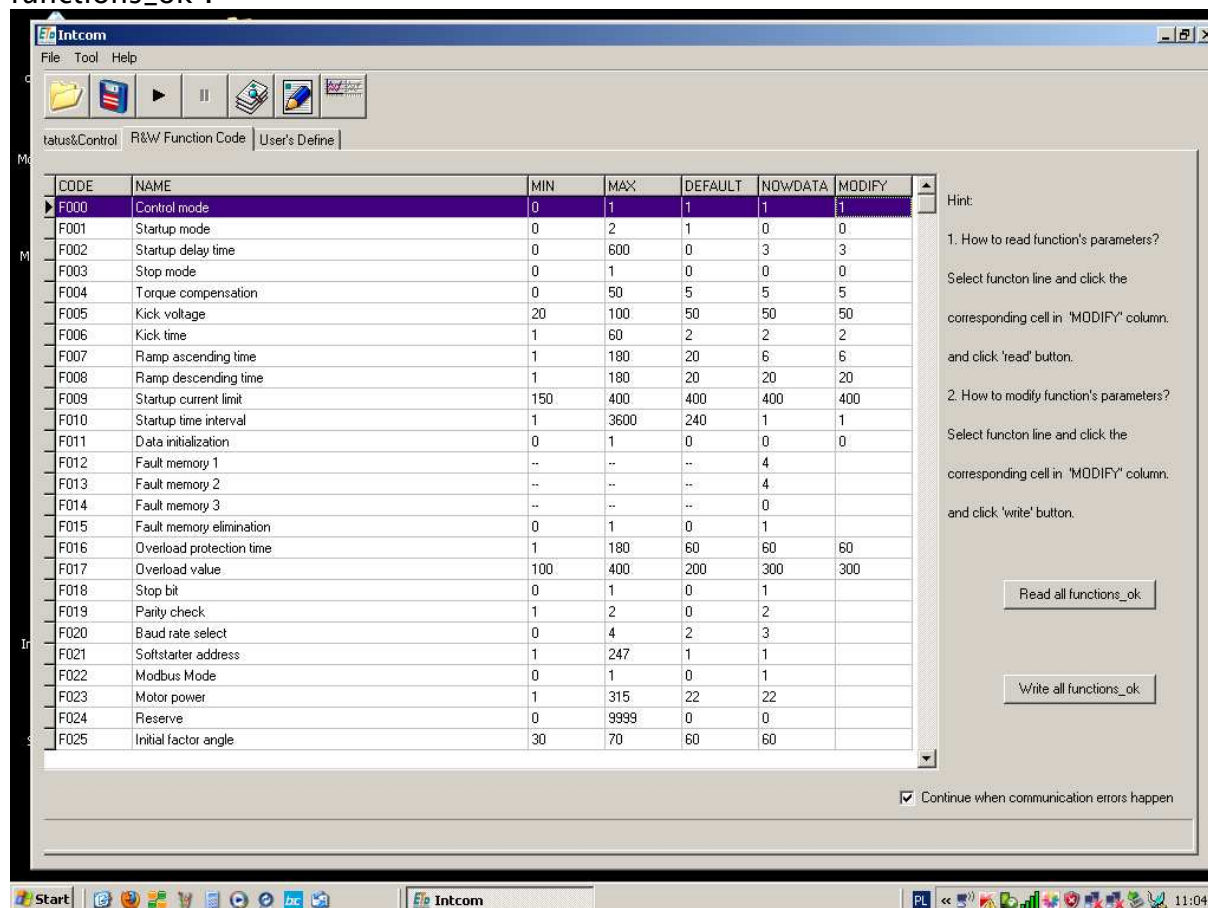 functions_ok".
Intcom
File Tool Help
tatus&Control R&W Function Code User's Define
CODE NAME MIN MAX DEFAULT NOWDATA MODIFY
F000 Control mode 0 1 1 1 1
F001 Startup mode 0 2 1 0 0
F002 Startup delay time 0 600 0 3 3
F003 Stop mode 0 1 0 0 0
F004 Torque compensation 0 50 5 5 5
F005 Kick voltage 20 100 50 50 50
F006 Kick time 1 60 2 2 2
F007 Ramp ascending time 1 180 20 6 6
F008 Ramp descending time 1 180 20 20 20
F009 Startup current limit 150 400 400 400 400
F010 Startup time interval 1 3600 240 1 1
F011 Data initialization 0 1 0 0 0
F012 Fault memory 1 -- -- -- 4
F013 Fault memory 2 -- -- -- 4
F014 Fault memory 3 -- -- -- 0
F015 Fault memory elimination 0 1 0 1
F016 Overload protection time 1 180 60 60 60
F017 Overload value 100 400 200 300 300
F018 Stop bit 0 1 0 1
F019 Parity check 1 2 0 2
F020 Baud rate select 0 4 2 3
F021 Softstarter address 1 247 1 1
F022 Modbus Mode 0 1 0 1
F023 Motor power 1 315 22 22
F024 Reserve 0 9999 0 0
F025 Initial factor angle 30 70 60 60
Hint:
1. How to read function's parameters?
Select functon line and click the
corresponding cell in 'MODIFY' column.
and click 'read' button.
2. How to modify function's parameters?
Select functon line and click the
corresponding cell in 'MODIFY' column.
and click 'write' button.
Read all functions_ok
Write all functions_ok
Continue when communication errors happen
Start Intcom PL 11:04